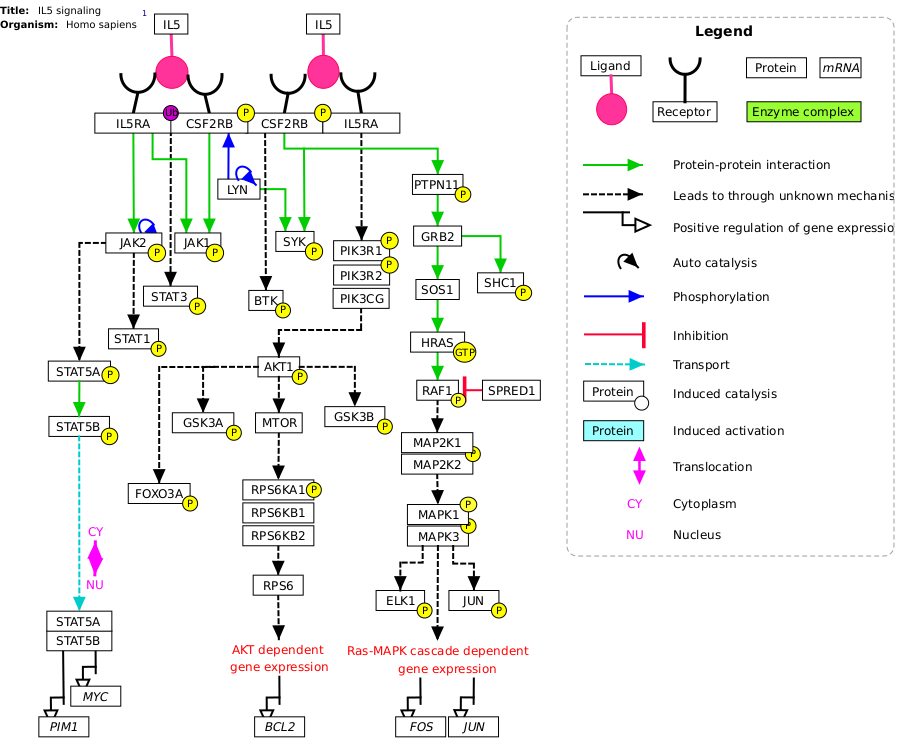 Title: IL5 signaling
1
Organism: Homo sapiens
IL5
IL5
Ub
P
P
IL5RA
CSF2RB
CSF2RB
IL5RA
LYN
PTPN11
P
JAK2
P
JAK1
P
SYK
P
PIK3R1
P
PIK3R2
P
PIK3CG
GRB2
SOS1
SHC1
P
STAT3
P
BTK
P
STAT1
P
HRAS
GTP
STAT5A
P
AKT1
P
RAF1
P
SPRED1
STAT5B
P
GSK3A
P
MTOR
GSK3B
P
MAP2K1
P
MAP2K2
FOXO3A
P
RPS6KA1
P
RPS6KB1
RPS6KB2
P
MAPK1
P
MAPK3
CY
NU
RPS6
ELK1
P
JUN
P
STAT5A
STAT5B
AKT dependent
gene expression
Ras-MAPK cascade dependent
gene expression
MYC
PIM1
BCL2
FOS
JUN
Legend
Ligand
Receptor
Protein
mRNA
Enzyme complex
Protein-protein interaction
Leads to through unknown mechanis
Positive regulation of gene expressio
Auto catalysis
Phosphorylation
Inhibition
Transport
Protein
Induced catalysis
Protein
Induced activation
Translocation
CY
Cytoplasm
NU
Nucleus